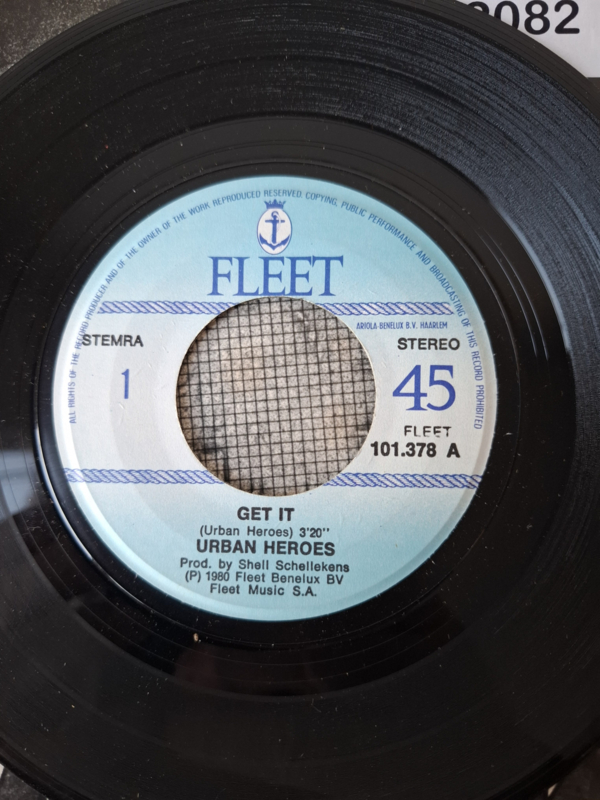 2082
ALL RIGHTS OF THE RECORD PRODUCER AND OF THE OWNER OF THE WORK REPRODUCED RESERVED. COPYING, PUBLIC PERFORMANCE AND BROADCASTING OF THIS RECORD PROHIBITED
FLEET
ARIOLA-BENELUX B.V. HAARLEM
STEMRA
STEREO
1
45
FLEET
101.378 A
GET IT
(Urban Heroes) 3'20"
URBAN HEROES
Prod. by Shell Schellekens
(P) 1980 Fleet Benelux BV
Fleet Music S.A.